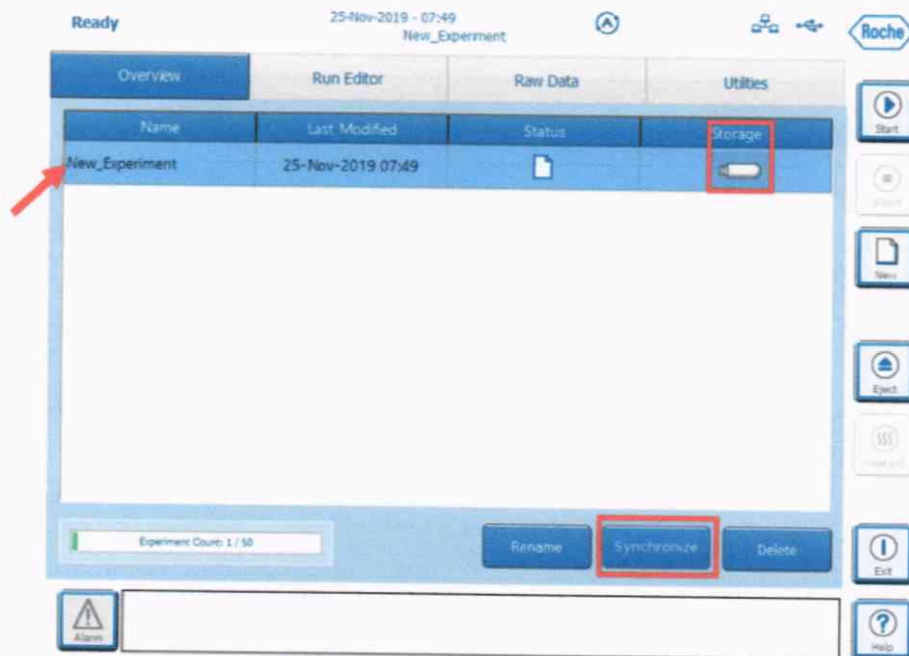 Ready
25-Nov-2019 - 07:49
New_Experiment
Roche
Overview
Run Editor
Raw Data
Utilities
Start
Name
Last Modified
Status
Storage
New_Experiment
25-Nov-2019 07:49
New
Eject
Experiment Count: 1 / 50
Rename
Synchronize
Delete
Exit
Alarm
Help